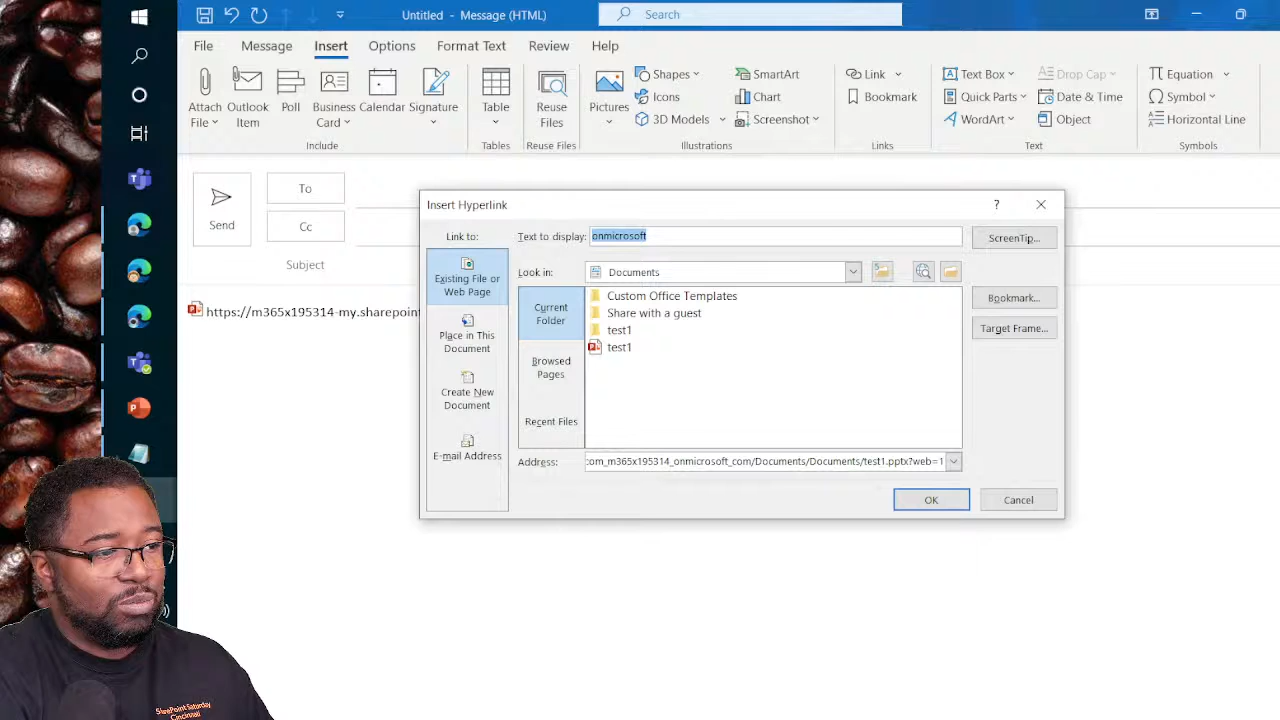 Untitled - Message (HTML)
Search
File
Message
Insert
Options
Format Text
Review
Help
Attach File
Outlook Item
Poll
Business Card
Calendar
Signature
Include
Table
Tables
Reuse Files
Reuse Files
Pictures
Shapes
Icons
3D Models
SmartArt
Chart
Screenshot
Illustrations
Link
Bookmark
Links
Text Box
Quick Parts
WordArt
Drop Cap
Date & Time
Object
Text
Equation
Symbol
Horizontal Line
Symbols
Send
To
Cc
Subject
https://m365x195314-my.sharepoint
Insert Hyperlink
?
Link to:
Text to display:
onmicrosoft
ScreenTip...
Existing File or Web Page
Look in:
Documents
Place in This Document
Create New Document
E-mail Address
Current Folder
Browsed Pages
Recent Files
Custom Office Templates
Share with a guest
test1
test1
Bookmark...
Target Frame...
Address:
com_m365x195314_onmicrosoft_com/Documents/Documents/test1.pptx?web=1
OK
Cancel
SharePoint Saturday
Cincinnati